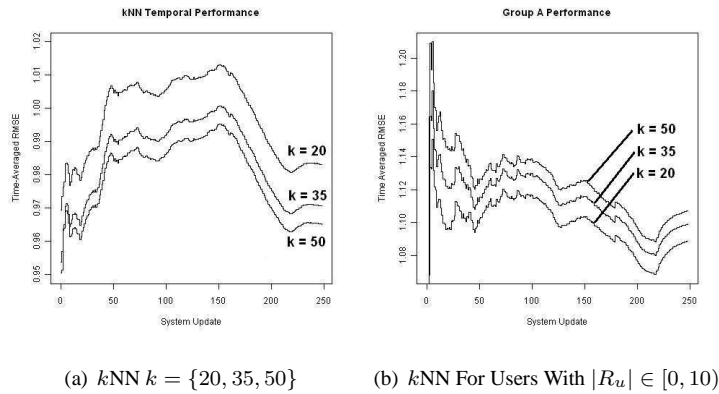 kNN Temporal Performance
Time-Averaged RMSE
1.02
1.01
1.00
0.99
0.98
0.97
0.96
0.95
k = 20
k = 35
k = 50
0 50 100 150 200 250
System Update
(a) kNN k = {20, 35, 50}
Group A Performance
Time-Averaged RMSE
1.20
1.18
1.16
1.14
1.12
1.10
1.08
k = 50
k = 35
k = 20
0 50 100 150 200 250
System Update
(b) kNN For Users With |R_u| ∈ [0, 10)